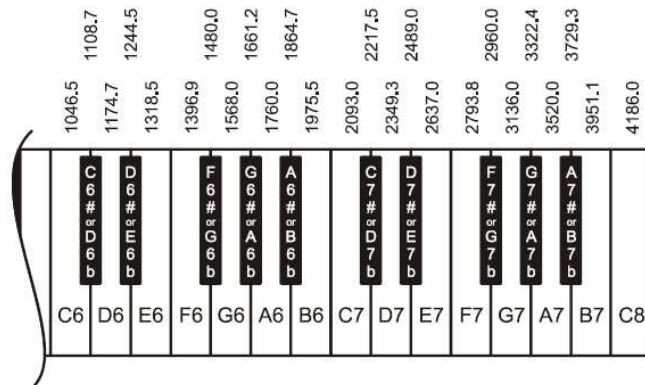 1108.7 1244.5 1480.0 1661.2 1864.7 2217.5 2489.0 2960.0 3322.4 3729.3
1046.5 1174.7 1318.5 1396.9 1568.0 1760.0 1975.5 2093.0 2349.3 2637.0 2793.8 3136.0 3520.0 3951.1 4186.0
C6#orD6b
D6#orE6b
F6#orG6b
G6#orA6b
A6#orB6b
C7#orD7b
D7#orE7b
F7#orG7b
G7#orA7b
A7#orB7b
C6 D6 E6 F6 G6 A6 B6 C7 D7 E7 F7 G7 A7 B7 C8